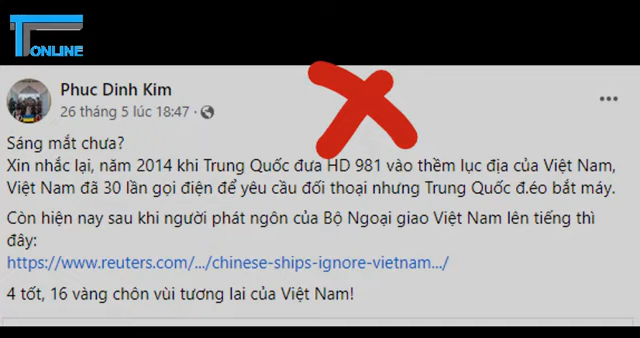 T ONLINE
Phuc Dinh Kim
26 tháng 5 lúc 18:47 ·
Sáng mắt chưa?
Xin nhắc lại, năm 2014 khi Trung Quốc đưa HD 981 vào thềm lục địa của Việt Nam,
Việt Nam đã 30 lần gọi điện để yêu cầu đối thoại nhưng Trung Quốc đ.éo bắt máy.
Còn hiện nay sau khi người phát ngôn của Bộ Ngoại giao Việt Nam lên tiếng thì
đây:
https://www.reuters.com/.../chinese-ships-ignore-vietnam.../
4 tốt, 16 vàng chôn vùi tương lai của Việt Nam!